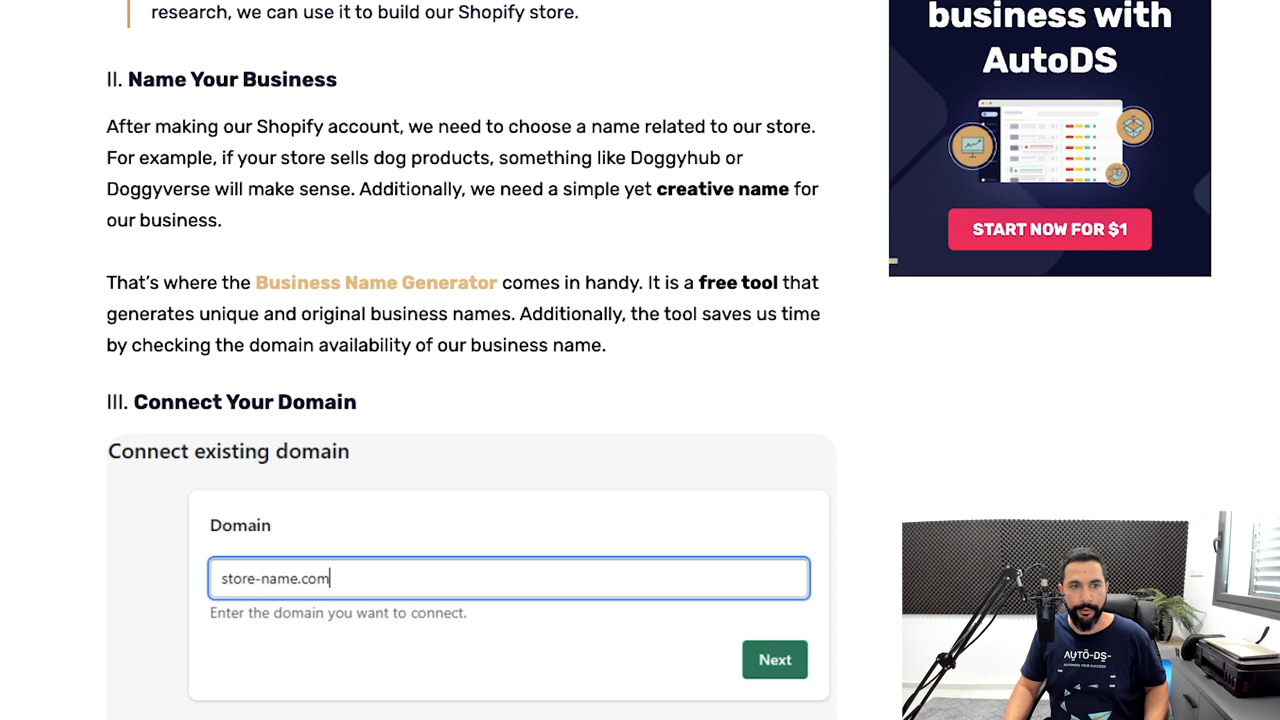 research, we can use it to build our Shopify store.
II. Name Your Business
After making our Shopify account, we need to choose a name related to our store.
For example, if your store sells dog products, something like Doggyhub or
Doggyverse will make sense. Additionally, we need a simple yet creative name for
our business.
That's where the Business Name Generator comes in handy. It is a free tool that
generates unique and original business names. Additionally, the tool saves us time
by checking the domain availability of our business name.
III. Connect Your Domain
Connect existing domain
Domain
store-name.com
Enter the domain you want to connect.
Next
business with
AutoDS
START NOW FOR $1
AUTO-DS-
AUTOMATE YOUR SUCCESS